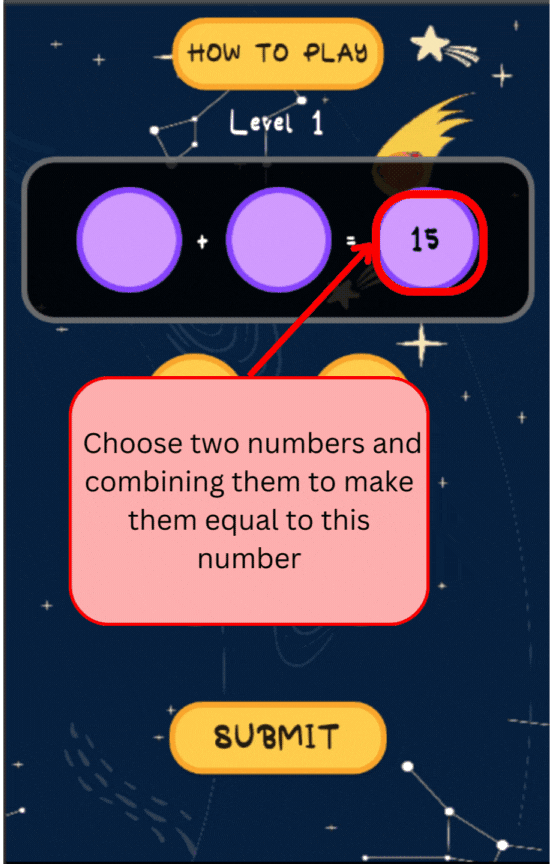 HOW TO PLAY
Level 1
+ = 15
Choose two numbers and
combining them to make
them equal to this
number
SUBMIT